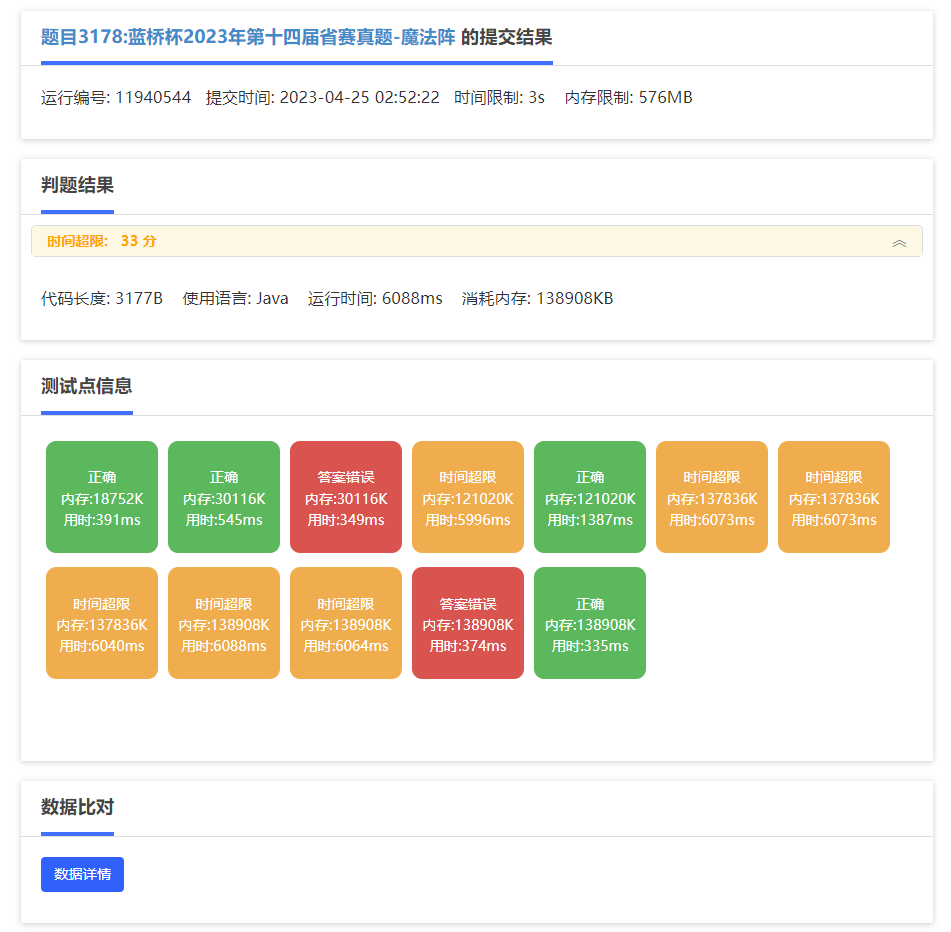 题目3178:蓝桥杯2023年第十四届省赛真题-魔法阵 的提交结果
运行编号: 11940544 提交时间: 2023-04-25 02:52:22 时间限制: 3s 内存限制: 576MB
判题结果
时间超限: 33 分
代码长度: 3177B 使用语言: Java 运行时间: 6088ms 消耗内存: 138908KB
测试点信息
正确
内存:18752K
用时:391ms
正确
内存:30116K
用时:545ms
答案错误
内存:30116K
用时:349ms
时间超限
内存:121020K
用时:5996ms
正确
内存:121020K
用时:1387ms
时间超限
内存:137836K
用时:6073ms
时间超限
内存:137836K
用时:6073ms
时间超限
内存:137836K
用时:6040ms
时间超限
内存:138908K
用时:6088ms
时间超限
内存:138908K
用时:6064ms
答案错误
内存:138908K
用时:374ms
正确
内存:138908K
用时:335ms
数据比对
数据详情